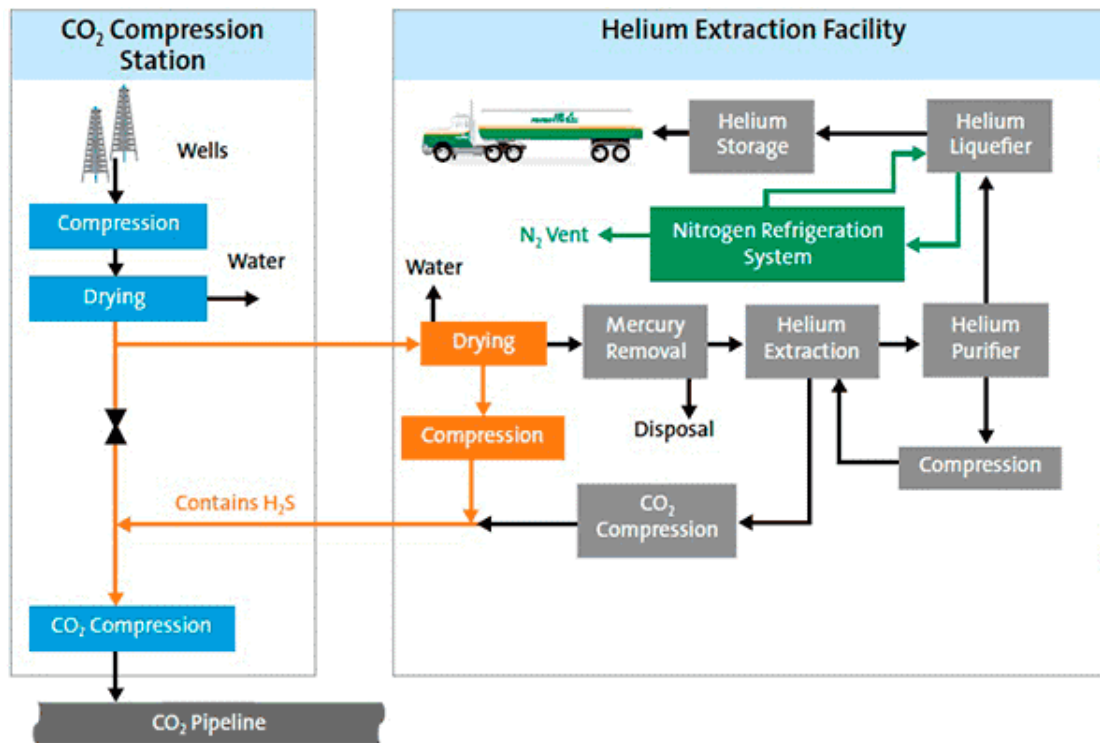 CO₂ Compression
Station
Helium Extraction Facility
Wells
Compression
Water
Drying
Contains H₂S
CO₂ Compression
CO₂ Pipeline
Helium
Storage
Helium
Liquefier
N₂ Vent
Nitrogen Refrigeration
System
Water
Drying
Mercury
Removal
Helium
Extraction
Helium
Purifier
Compression
Disposal
Compression
CO₂
Compression